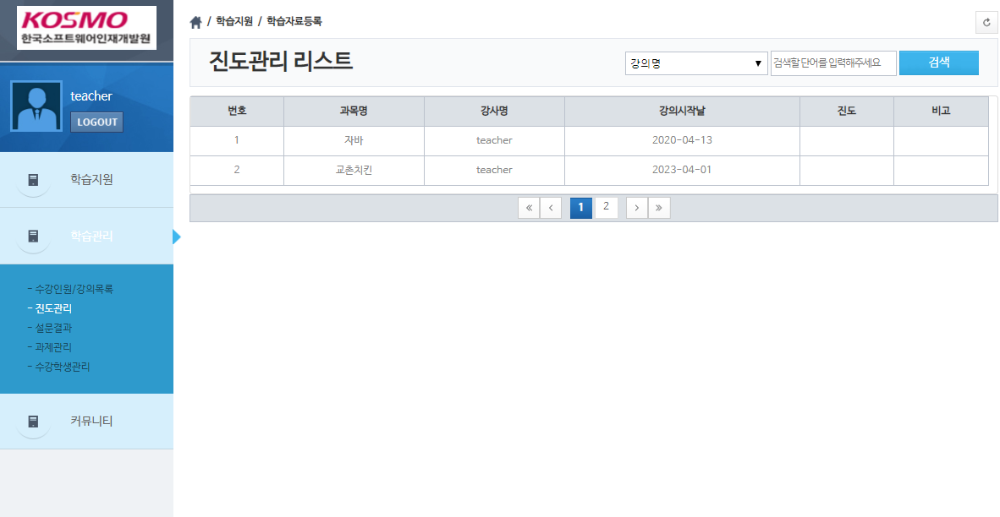 KOSMO
한국소프트웨어인재개발원
teacher
LOGOUT
학습지원
학습관리
- 수강인원/강의목록
- 진도관리
- 설문결과
- 과제관리
- 수강학생관리
커뮤니티
/ 학습지원 / 학습자료등록
진도관리 리스트
강의명 ▼
검색할 단어를 입력해주세요
검색
번호 과목명 강사명 강의시작날 진도 비고
1 자바 teacher 2020-04-13
2 교촌치킨 teacher 2023-04-01
« ‹ 1 2 › »